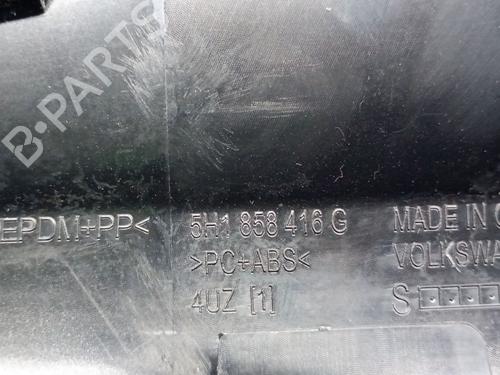 B-PARTS
EPDM+PP<
5H1 858 416 G
>PC+ABS<
4UZ [1]
MADE IN
VOLKSWA
S